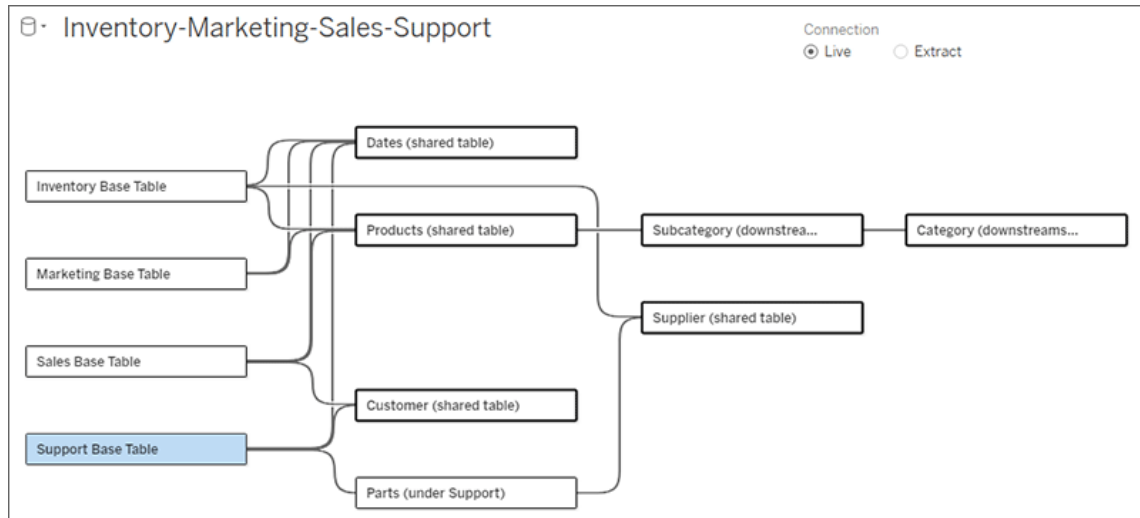 Inventory-Marketing-Sales-Support
Connection
Live
Extract
Dates (shared table)
Inventory Base Table
Products (shared table)
Subcategory (downstrea...
Category (downstreams...
Marketing Base Table
Supplier (shared table)
Sales Base Table
Customer (shared table)
Support Base Table
Parts (under Support)